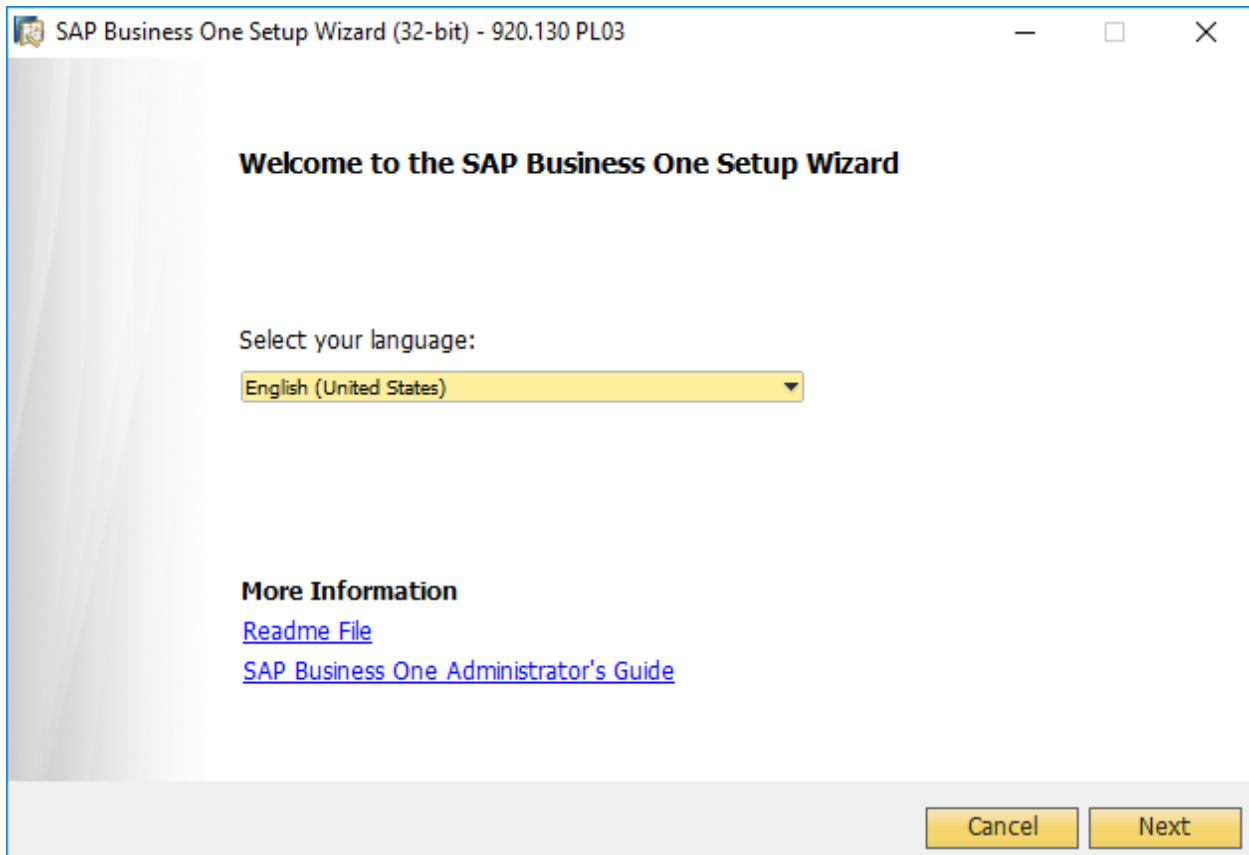 SAP Business One Setup Wizard (32-bit) - 920.130 PL03
Welcome to the SAP Business One Setup Wizard
Select your language:
English (United States)
More Information
Readme File
SAP Business One Administrator's Guide
Cancel Next